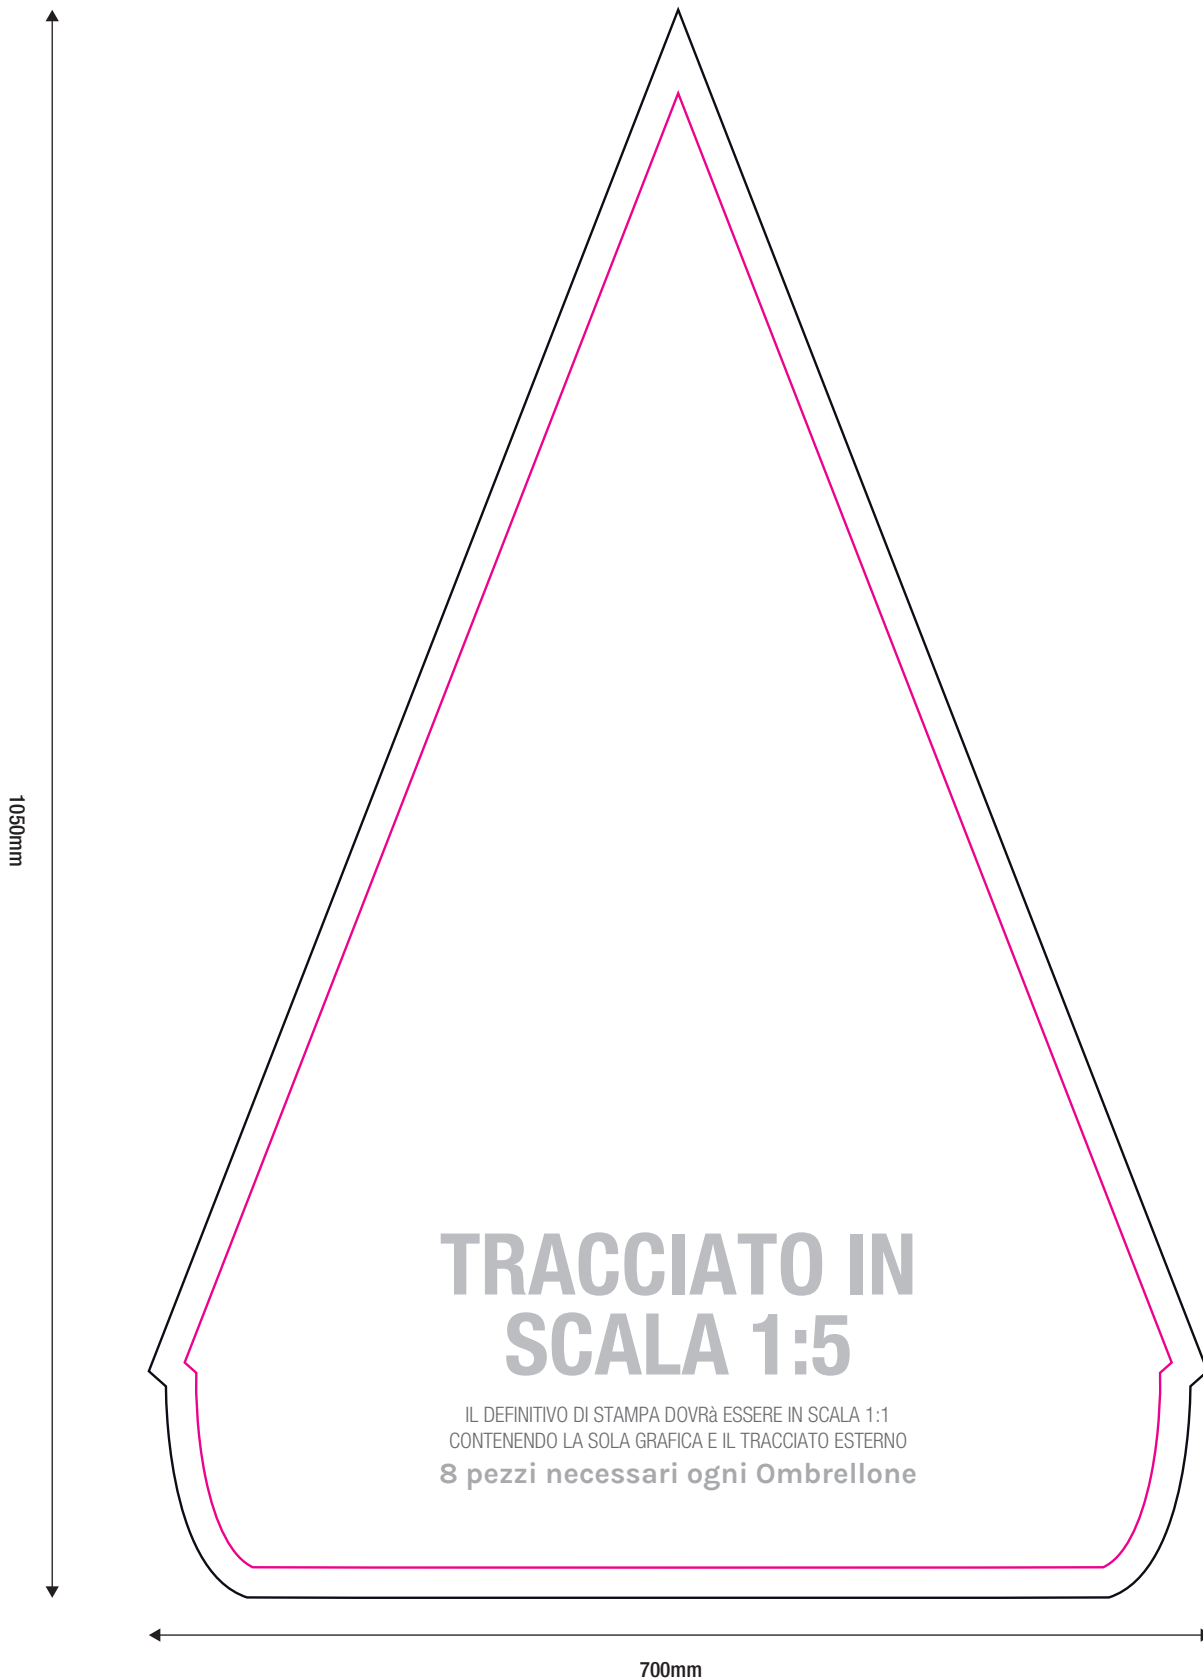 1050mm
TRACCIATO IN
SCALA 1:5
IL DEFINITIVO DI STAMPA DOVRà ESSERE IN SCALA 1:1
CONTENENDO LA SOLA GRAFICA E IL TRACCIATO ESTERNO
8 pezzi necessari ogni Ombrellone
700mm